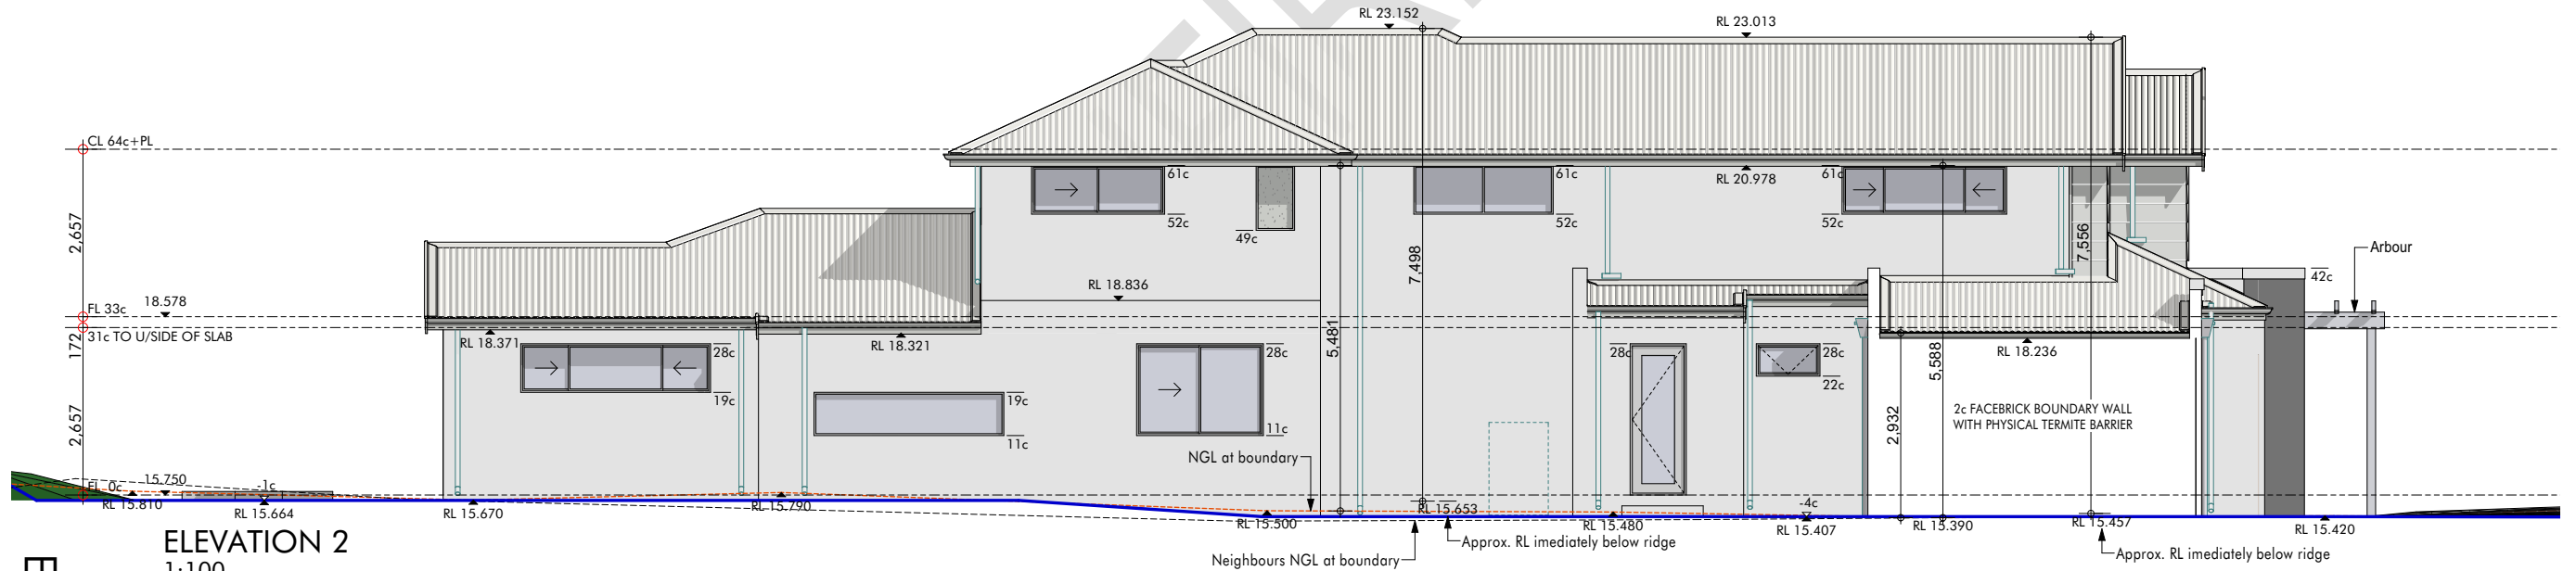 RL 23.152
RL 23.013
CL 64c+PL
61c
61c
RL 20.978
61c
52c
52c
52c
49c
2,657
7,498
7,556
Arbour
42c
RL 18.836
FL 33c
18.578
172
31c TO U/SIDE OF SLAB
RL 18.371
RL 18.321
5,481
28c
28c
28c
28c
RL 18.236
5,588
22c
19c
19c
2,657
2,932
2c FACEBRICK BOUNDARY WALL
WITH PHYSICAL TERMITE BARRIER
11c
11c
NGL at boundary
FL 0c
15.750
-1c
RL 15.810
RL 15.664
RL 15.670
RL 15.790
RL 15.500
RL 15.653
RL 15.480
-4c
RL 15.407
RL 15.390
RL 15.457
RL 15.420
Approx. RL imediately below ridge
Approx. RL imediately below ridge
Neighbours NGL at boundary
ELEVATION 2
1:100